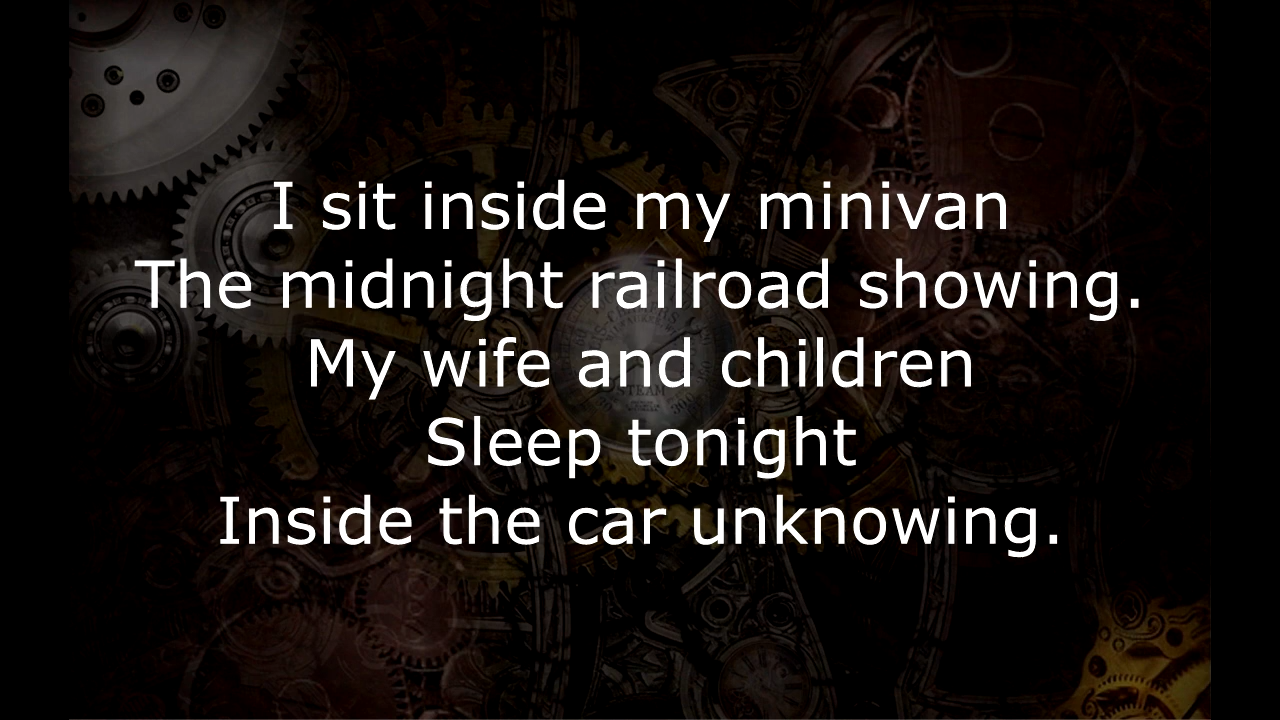 I sit inside my minivan
The midnight railroad showing.
My wife and children
Sleep tonight
Inside the car unknowing.